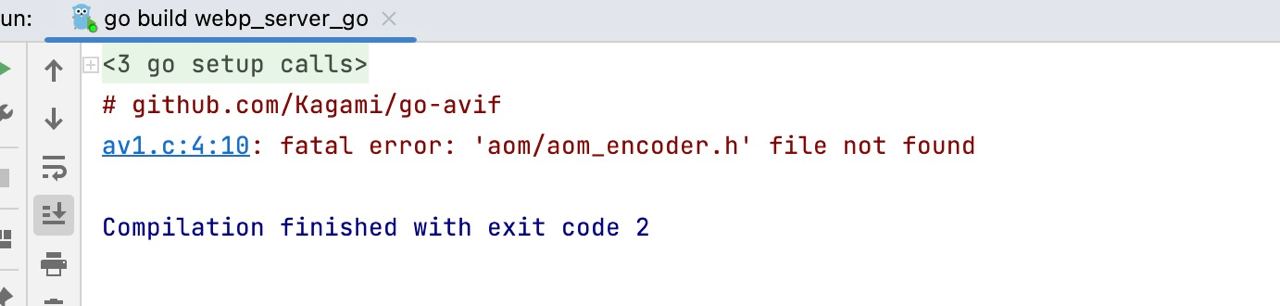 un:
go build webp_server_go
<3 go setup calls>
# github.com/Kagami/go-avif
av1.c:4:10: fatal error: 'aom/aom_encoder.h' file not found
Compilation finished with exit code 2